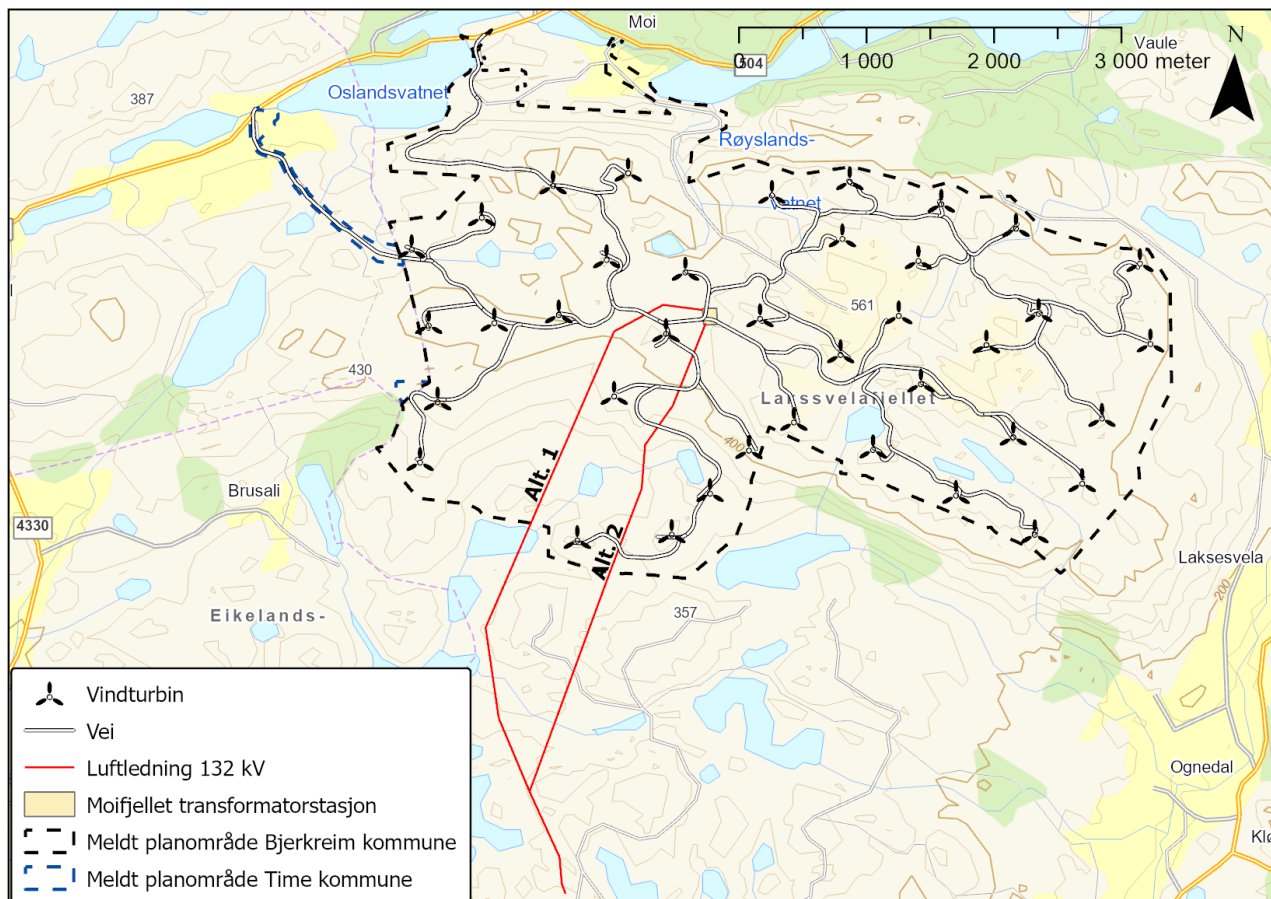 Moi
N
504
0
1 000
2 000
3 000 meter
Vaule
387
Oslandsvatnet
Røyslands-
vatnet
561
430
Larssvelafjellet
400
Alt. 1
Brusali
4330
Alt. 2
Laksesvela
200
357
Eikelands-
Ognedal
Klø
Vindturbin
Vei
Luftledning 132 kV
Moifjellet transformatorstasjon
Meldt planområde Bjerkreim kommune
Meldt planområde Time kommune